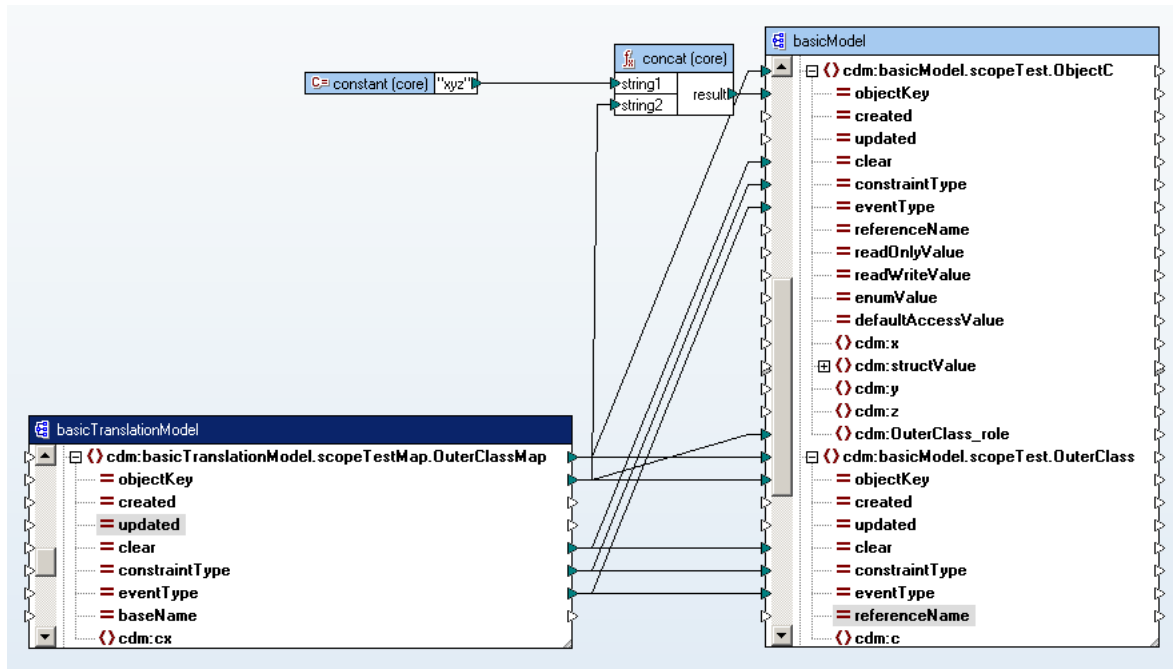 basicModel
concat (core)
constant (core) "xyz"
string1
result
string2
cdm:basicModel.scopeTest.ObjectC
objectKey
created
updated
clear
constraintType
eventType
referenceName
readOnlyValue
readWriteValue
enumValue
defaultAccessValue
cdm:x
cdm:structValue
cdm:y
cdm:z
cdm:OuterClass_role
cdm:basicModel.scopeTest.OuterClass
objectKey
created
updated
clear
constraintType
eventType
referenceName
cdm:c
basicTranslationModel
cdm:basicTranslationModel.scopeTestMap.OuterClassMap
objectKey
created
updated
clear
constraintType
eventType
baseName
cdm:cx